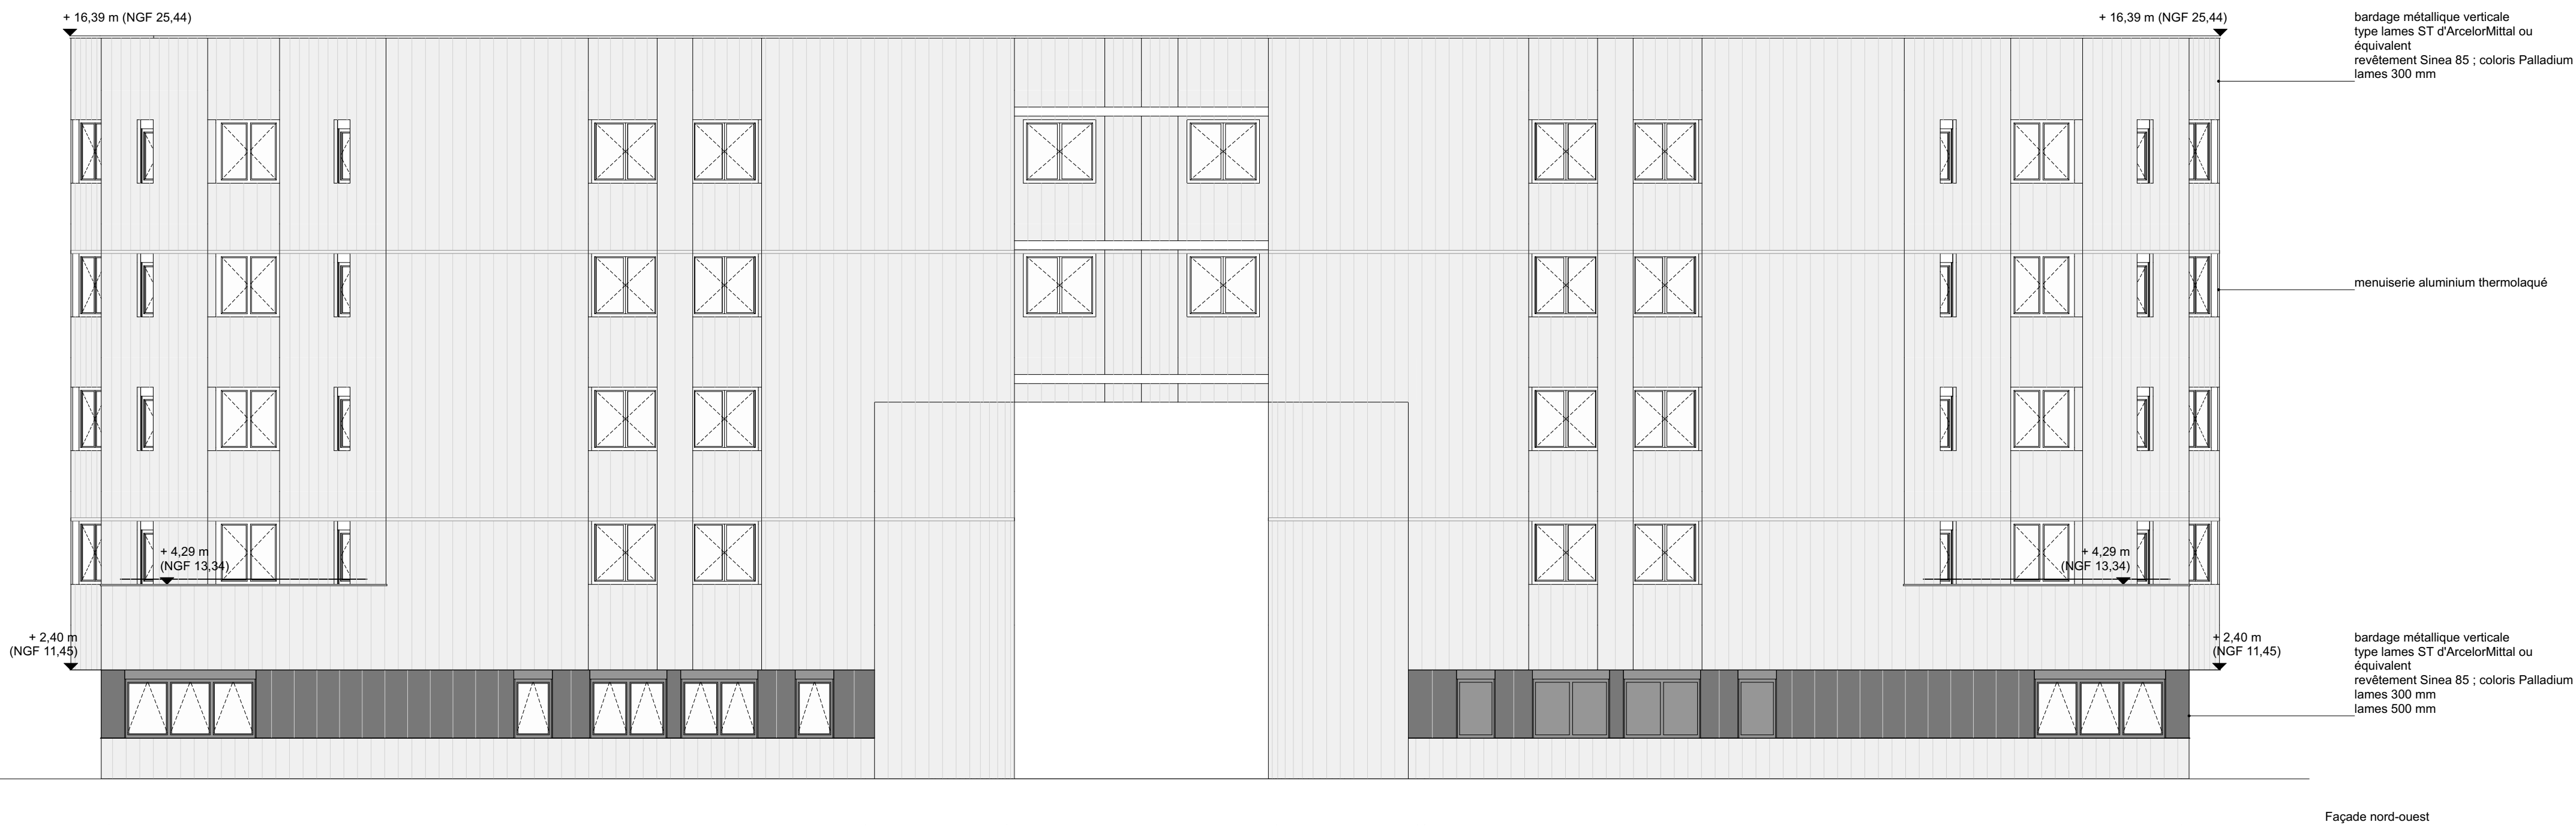 + 16,39 m (NGF 25,44)
+ 16,39 m (NGF 25,44)
bardage métallique verticale
type lames ST d'ArcelorMittal ou
équivalent
revêtement Sinea 85 ; coloris Palladium
lames 300 mm
menuiserie aluminium thermolaqué
+ 4,29 m
(NGF 13,34)
+ 4,29 m
(NGF 13,34)
+ 2,40 m
(NGF 11,45)
+ 2,40 m
(NGF 11,45)
bardage métallique verticale
type lames ST d'ArcelorMittal ou
équivalent
revêtement Sinea 85 ; coloris Palladium
lames 300 mm
lames 500 mm
Façade nord-ouest